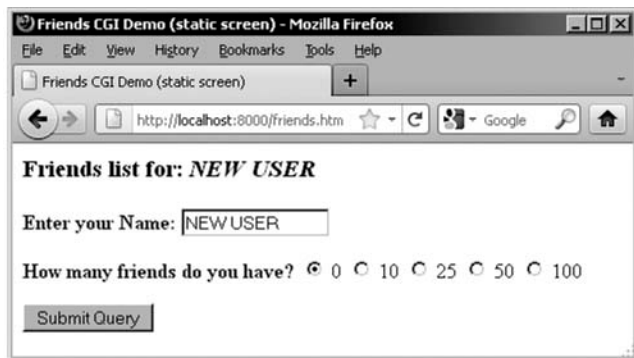 Friends CGI Demo (static screen) - Mozilla Firefox
File Edit View History Bookmarks Tools Help
Friends CGI Demo (static screen) +
http://localhost:8000/friends.htm Google
Friends list for: NEW USER
Enter your Name: NEW USER
How many friends do you have? 0 10 25 50 100
Submit Query